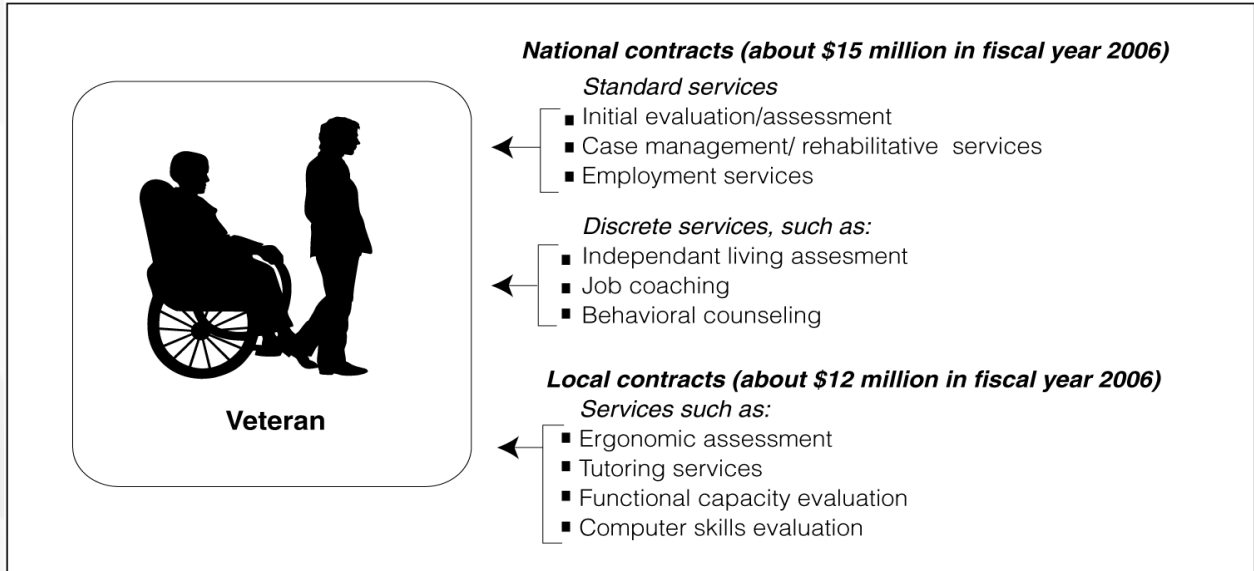 National contracts (about $15 million in fiscal year 2006)
Standard services
Initial evaluation/assessment
Case management/ rehabilitative services
Employment services
Discrete services, such as:
Independant living assesment
Job coaching
Behavioral counseling
Local contracts (about $12 million in fiscal year 2006)
Services such as:
Ergonomic assessment
Tutoring services
Functional capacity evaluation
Computer skills evaluation
Veteran